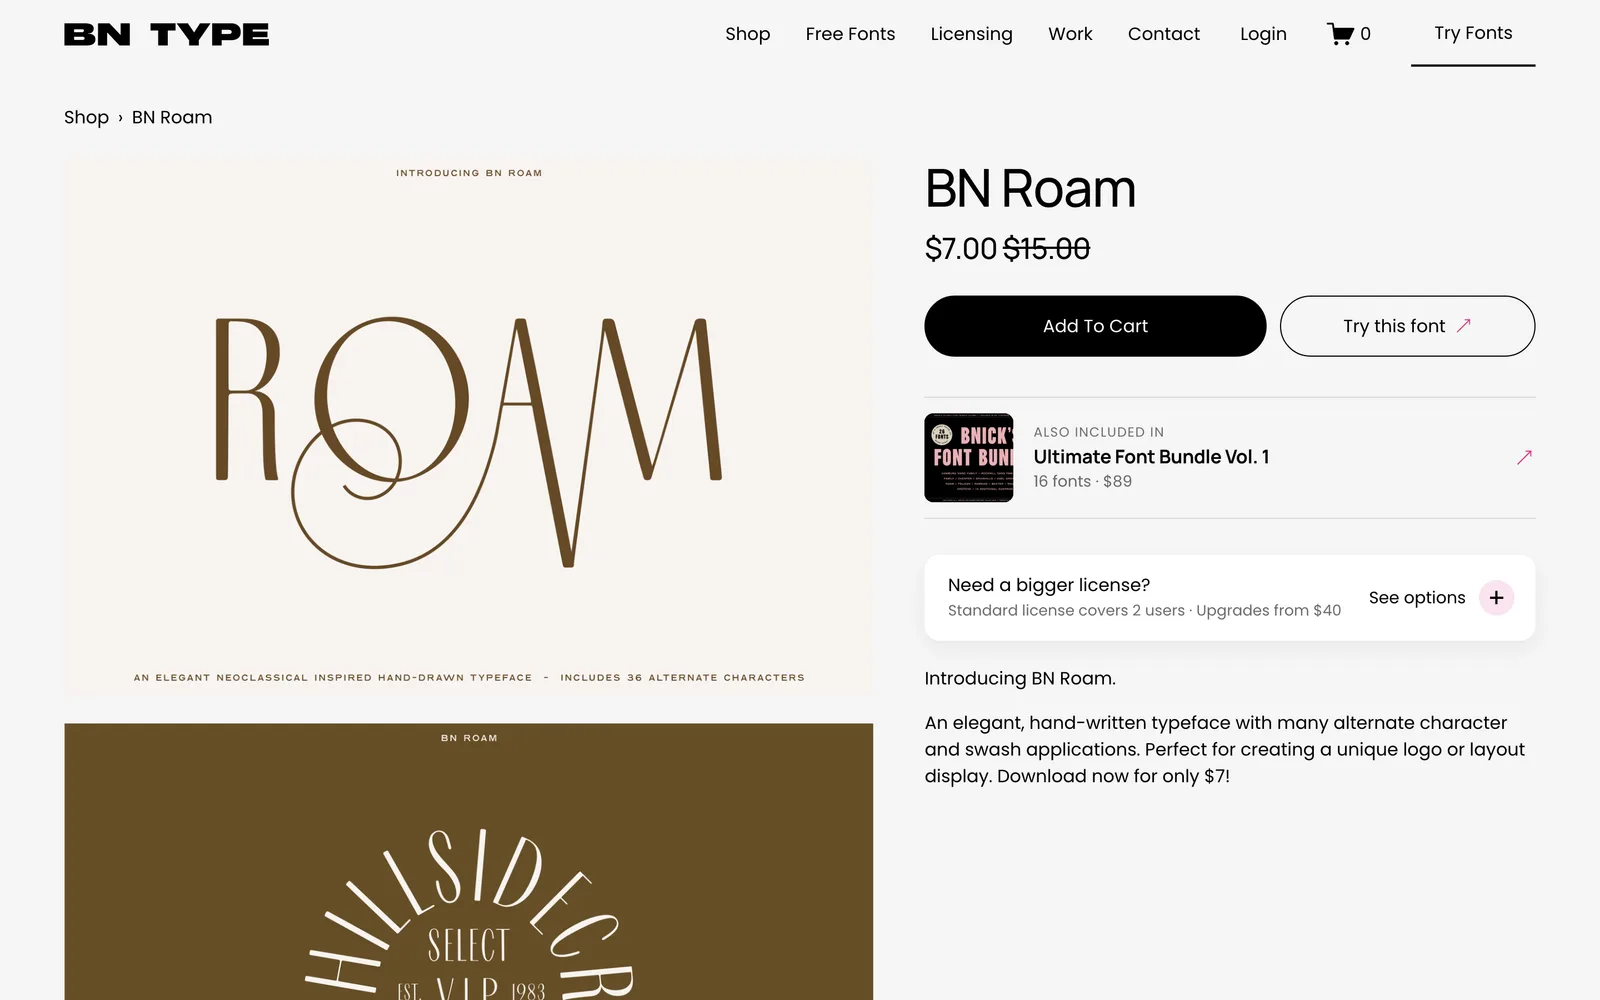 BN TYPE
Shop Free Fonts Licensing Work Contact Login 0 Try Fonts
Shop › BN Roam
INTRODUCING BN ROAM
ROAM
AN ELEGANT NEOCLASSICAL INSPIRED HAND-DRAWN TYPEFACE - INCLUDES 36 ALTERNATE CHARACTERS
BN ROAM
HILLSIDE CR
SELECT
EST. V.I.P 1983
BN Roam
$7.00 $15.00
Add To Cart
Try this font
26
FONTS
BNICK'S
FONT BUN
ALSO INCLUDED IN
Ultimate Font Bundle Vol. 1
16 fonts · $89
Need a bigger license?
Standard license covers 2 users · Upgrades from $40
See options +
Introducing BN Roam.
An elegant, hand-written typeface with many alternate character
and swash applications. Perfect for creating a unique logo or layout
display. Download now for only $7!